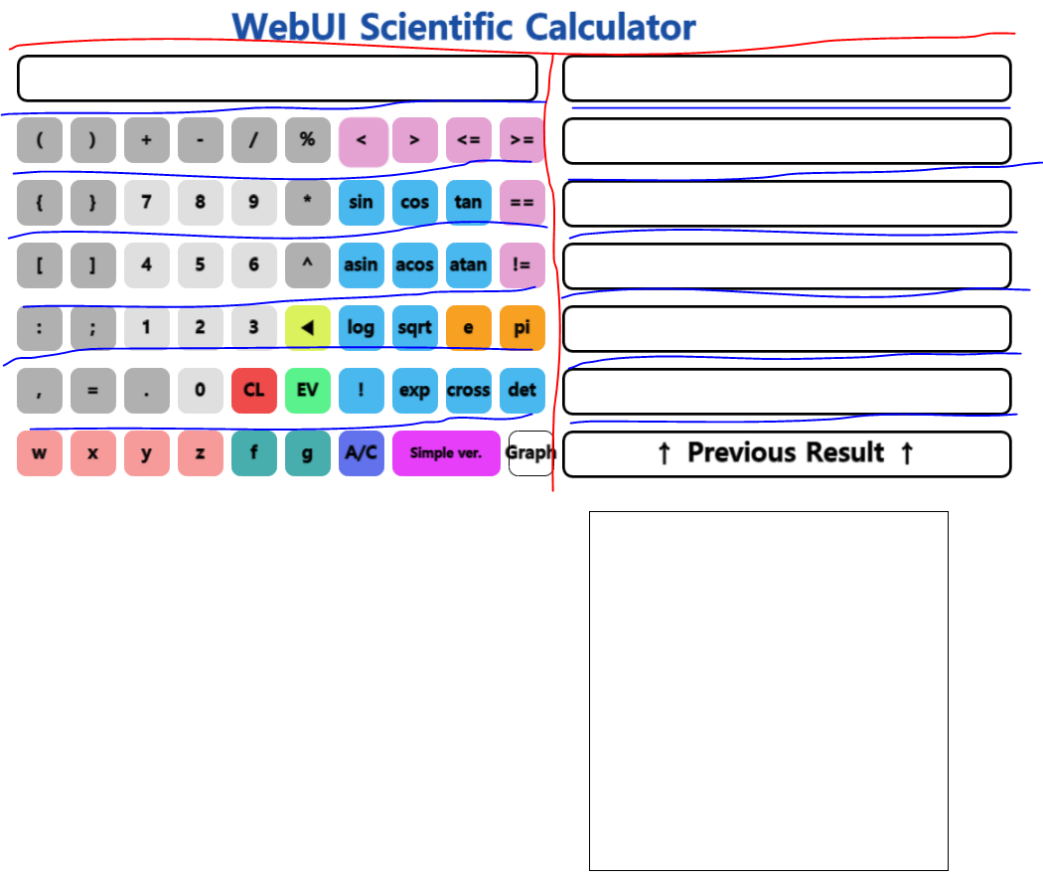 WebUI Scientific Calculator
( ) + - / % < > <= >=
{ } 7 8 9 * sin cos tan ==
[ ] 4 5 6 ^ asin acos atan !=
: ; 1 2 3 ◀ log sqrt e pi
, = . 0 CL EV ! exp cross det
w x y z f g A/C Simple ver. Graph
↑ Previous Result ↑